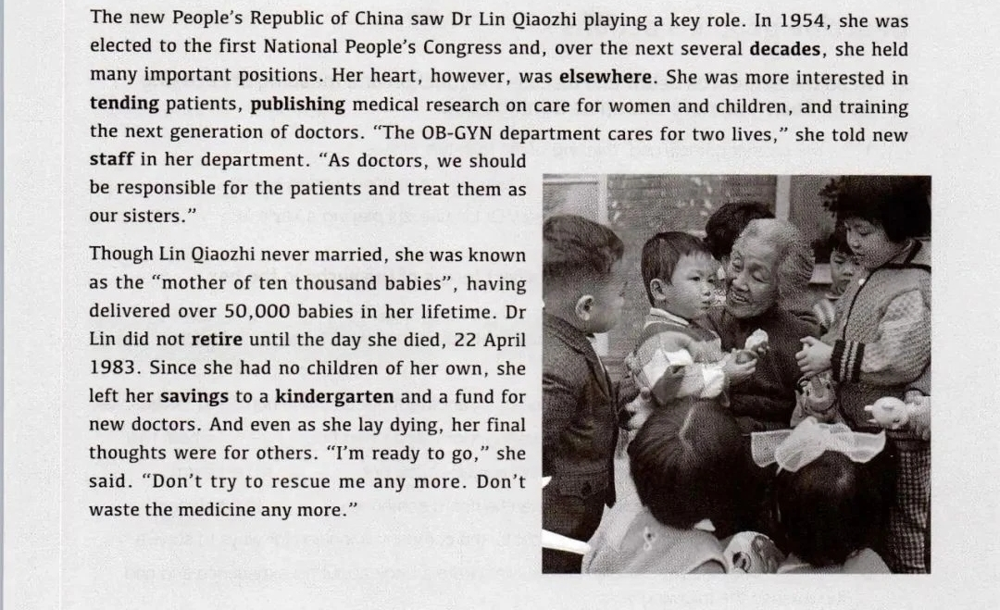 The new People's Republic of China saw Dr Lin Qiaozhi playing a key role. In 1954, she was
elected to the first National People's Congress and, over the next several decades, she held
many important positions. Her heart, however, was elsewhere. She was more interested in
tending patients, publishing medical research on care for women and children, and training
the next generation of doctors. “The OB-GYN department cares for two lives,” she told new
staff in her department. “As doctors, we should
be responsible for the patients and treat them as
our sisters.”
Though Lin Qiaozhi never married, she was known
as the “mother of ten thousand babies”, having
delivered over 50,000 babies in her lifetime. Dr
Lin did not retire until the day she died, 22 April
1983. Since she had no children of her own, she
left her savings to a kindergarten and a fund for
new doctors. And even as she lay dying, her final
thoughts were for others. “I'm ready to go,” she
said. “Don't try to rescue me any more. Don't
waste the medicine any more.”